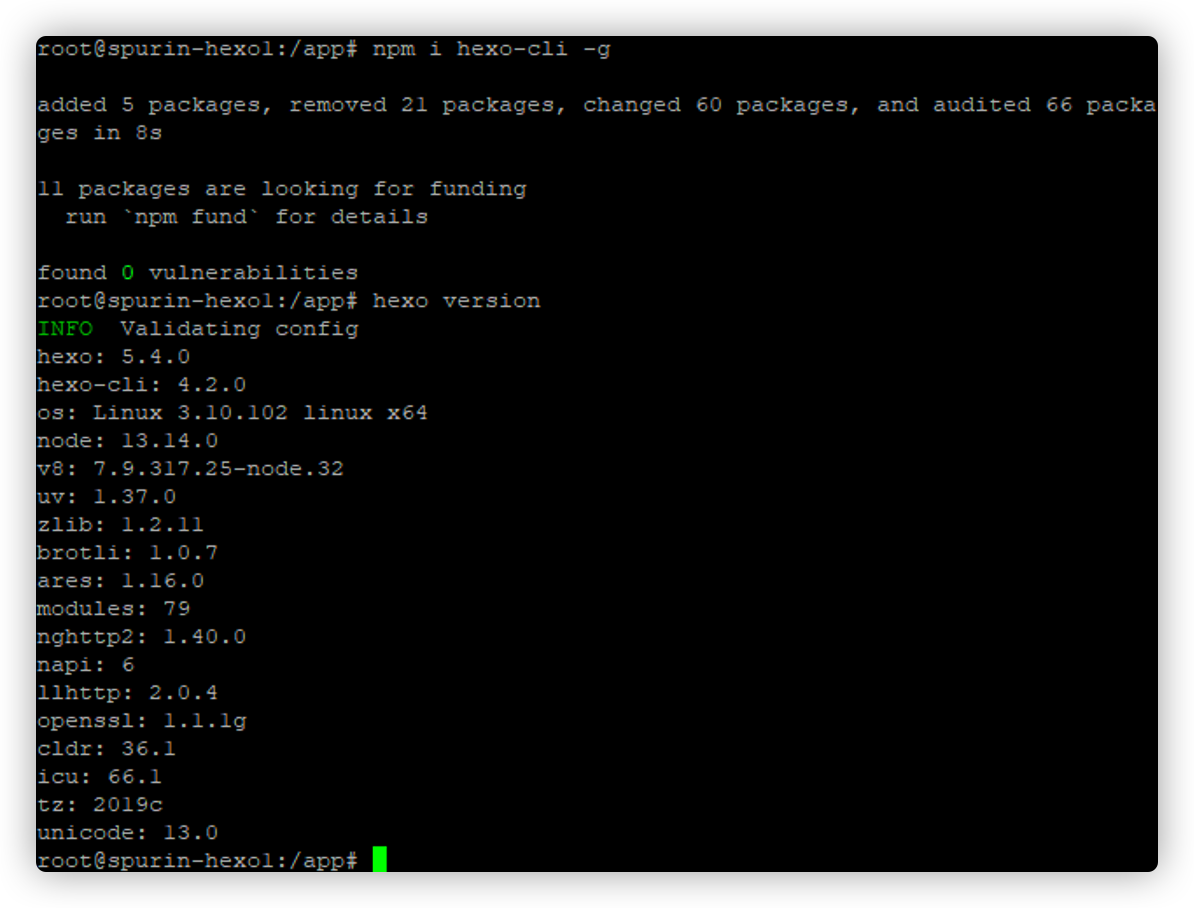 root@spurin-hexo1:/app# npm i hexo-cli -g
added 5 packages, removed 21 packages, changed 60 packages, and audited 66 packa
ges in 8s
11 packages are looking for funding
  run `npm fund` for details
found 0 vulnerabilities
root@spurin-hexo1:/app# hexo version
INFO  Validating config
hexo: 5.4.0
hexo-cli: 4.2.0
os: Linux 3.10.102 linux x64
node: 13.14.0
v8: 7.9.317.25-node.32
uv: 1.37.0
zlib: 1.2.11
brotli: 1.0.7
ares: 1.16.0
modules: 79
nghttp2: 1.40.0
napi: 6
llhttp: 2.0.4
openssl: 1.1.1g
cldr: 36.1
icu: 66.1
tz: 2019c
unicode: 13.0
root@spurin-hexo1:/app#